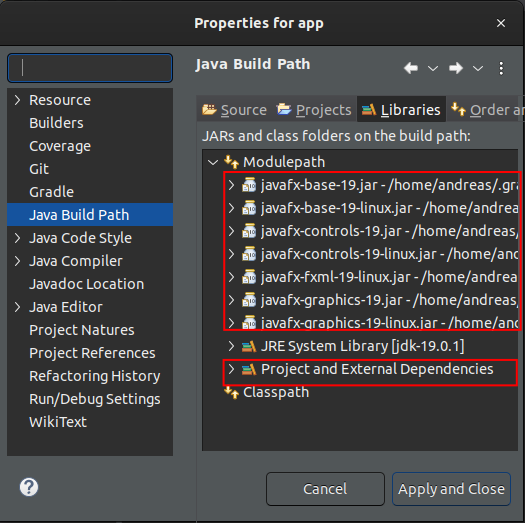 Properties for app
Java Build Path
Resource
Builders
Coverage
Git
Gradle
Java Build Path
Java Code Style
Java Compiler
Javadoc Location
Java Editor
Project Natures
Project References
Refactoring History
Run/Debug Settings
WikiText
Source Projects Libraries Order an
JARs and class folders on the build path:
Modulepath
javafx-base-19.jar - /home/andreas/.gra
javafx-base-19-linux.jar - /home/andrea
javafx-controls-19.jar - /home/andreas/
javafx-controls-19-linux.jar - /home/and
javafx-fxml-19-linux.jar - /home/andreas
javafx-graphics-19.jar - /home/andreas,
javafx-graphics-19-linux.jar - /home/and
JRE System Library [jdk-19.0.1]
Project and External Dependencies
Classpath
Cancel
Apply and Close